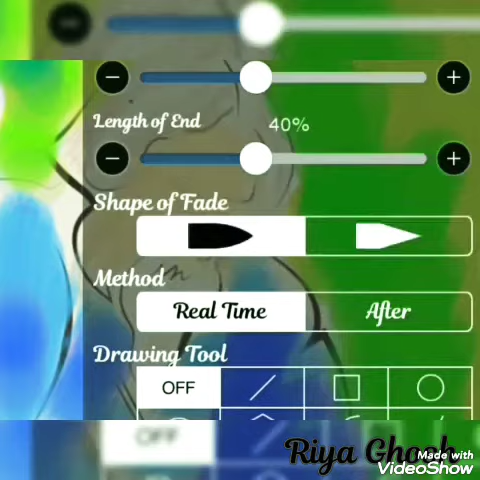 Length of End 40%
Shape of Fade
Method
Real Time After
Drawing Tool
OFF
OFF
Riya Ghosh
Made with
VideoShow